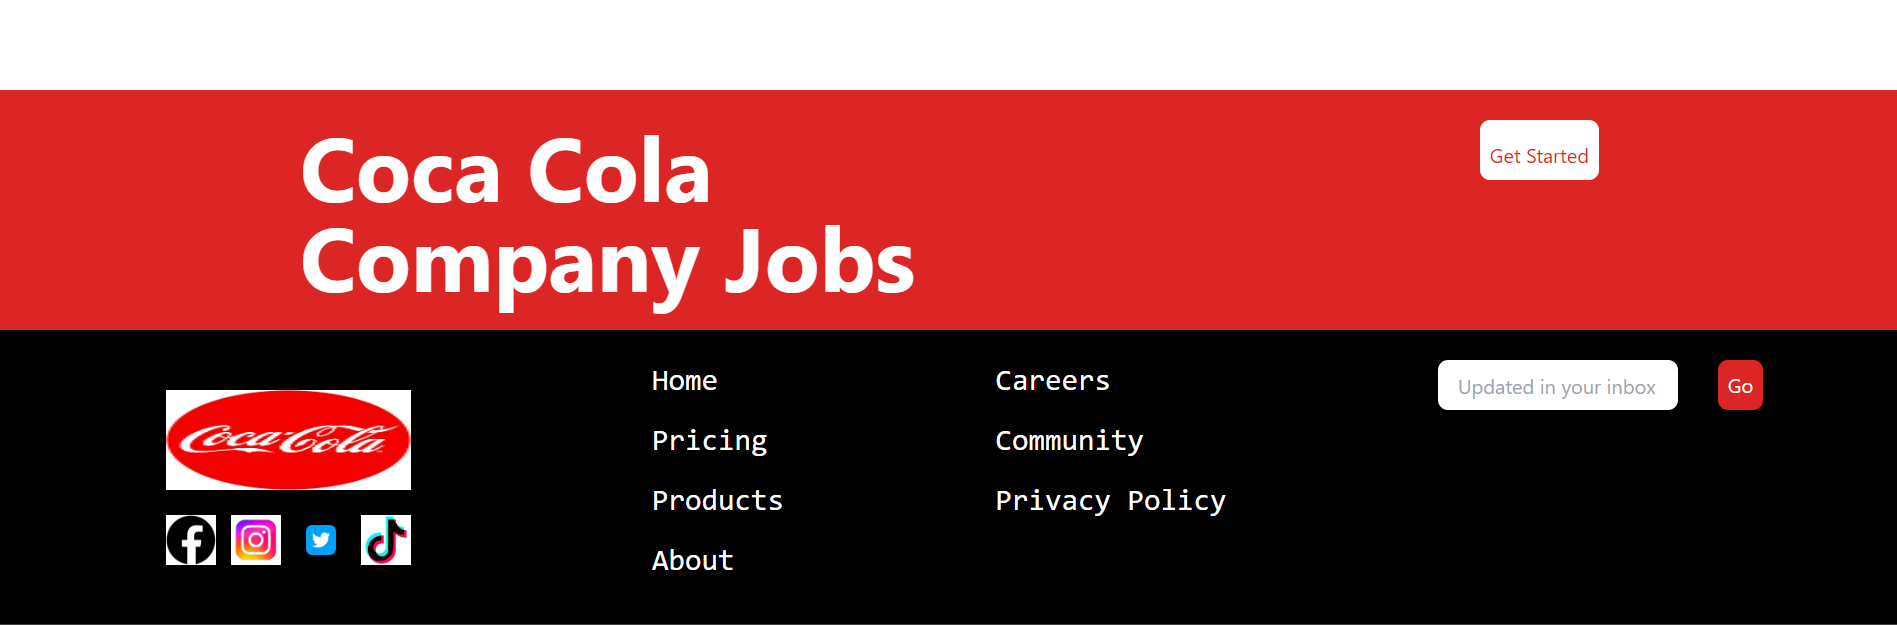 Coca Cola
Company Jobs
Get Started
Coca-Cola
Home
Pricing
Products
About
Careers
Community
Privacy Policy
Updated in your inbox
Go